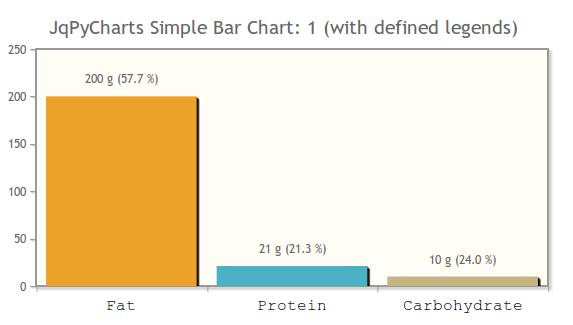 JqPyCharts Simple Bar Chart: 1 (with defined legends)
250
200 g (57.7 %)
200
150
100
50
21 g (21.3 %)
10 g (24.0 %)
0
Fat Protein Carbohydrate